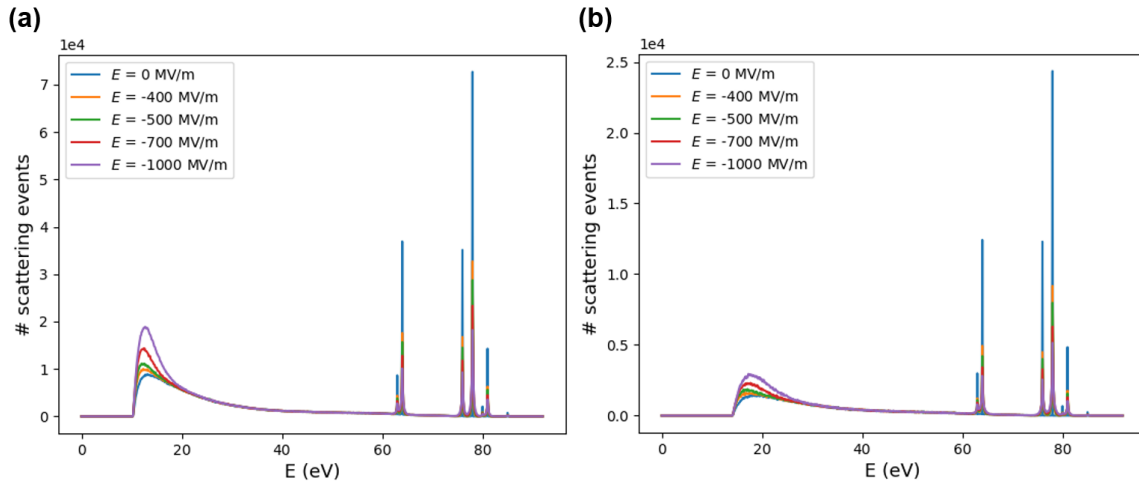 (a)
1e4
# scattering events
7
6
5
4
3
2
1
0
E = 0 MV/m
E = -400 MV/m
E = -500 MV/m
E = -700 MV/m
E = -1000 MV/m
0 20 40 60 80
E (eV)
(b)
1e4
# scattering events
2.5
2.0
1.5
1.0
0.5
0.0
E = 0 MV/m
E = -400 MV/m
E = -500 MV/m
E = -700 MV/m
E = -1000 MV/m
0 20 40 60 80
E (eV)